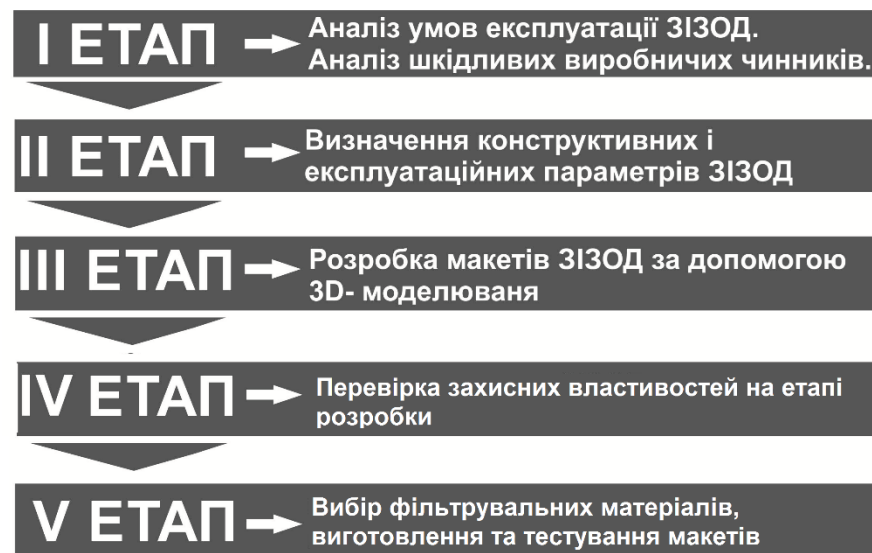 I ЕТАП
Аналіз умов експлуатації ЗІЗОД.
Аналіз шкідливих виробничих чинників.
II ЕТАП
Визначення конструктивних і
експлуатаційних параметрів ЗІЗОД
III ЕТАП
Розробка макетів ЗІЗОД за допомогою
3D- моделюваня
IV ЕТАП
Перевірка захисних властивостей на етапі
розробки
V ЕТАП
Вибір фільтрувальних матеріалів,
виготовлення та тестування макетів